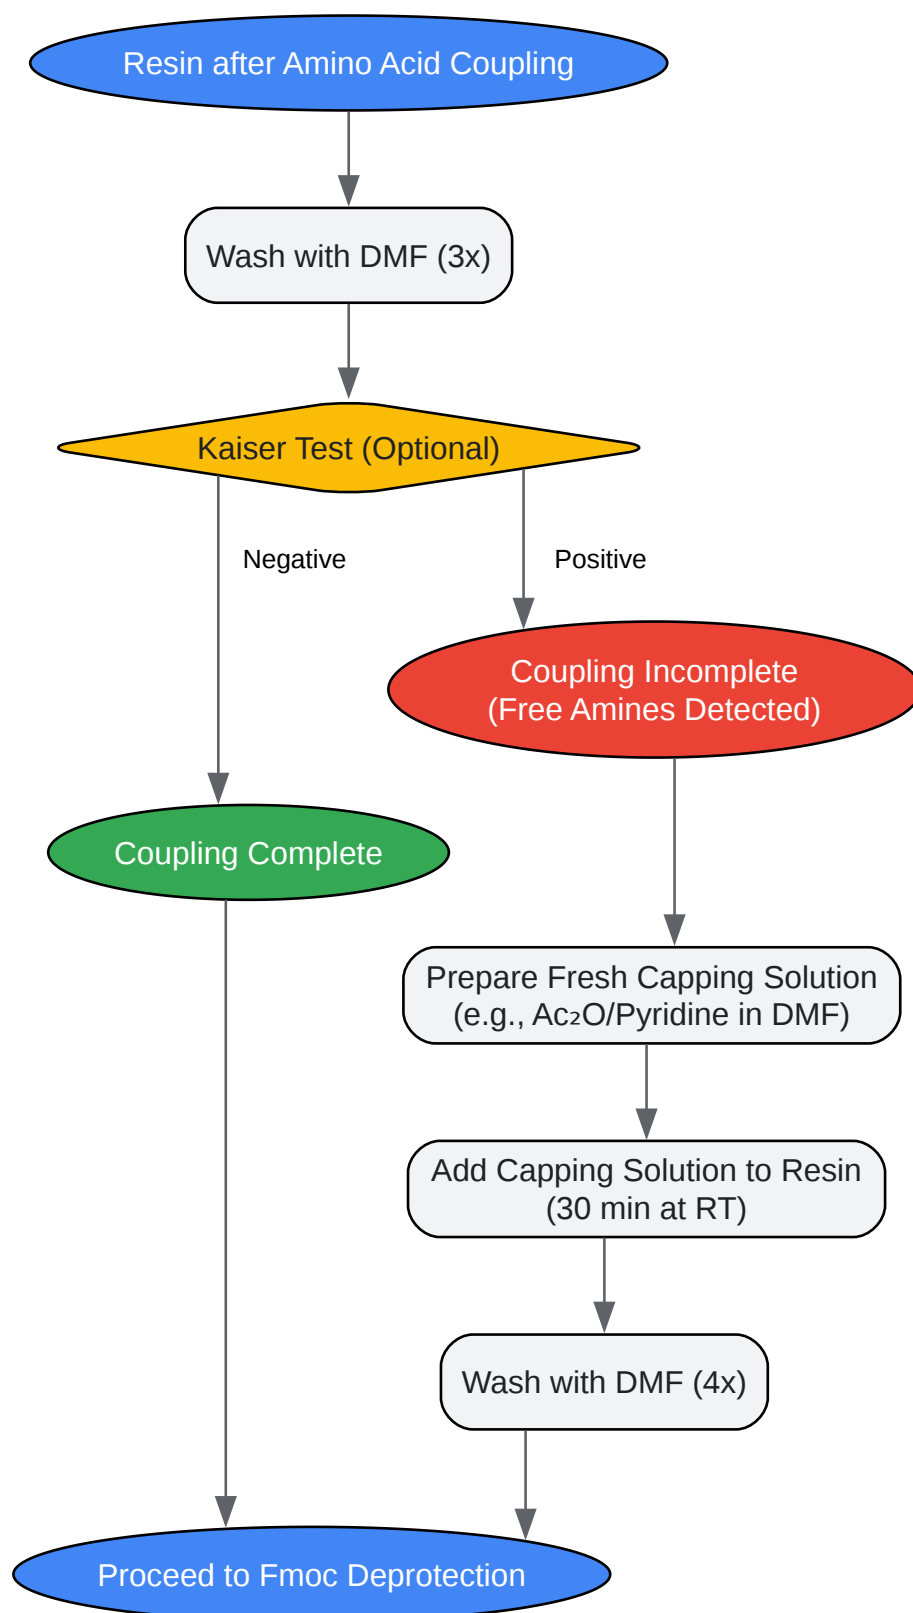 Resin after Amino Acid Coupling
Wash with DMF (3x)
Kaiser Test (Optional)
Negative
Positive
Coupling Incomplete
(Free Amines Detected)
Coupling Complete
Prepare Fresh Capping Solution
(e.g., Ac₂O/Pyridine in DMF)
Add Capping Solution to Resin
(30 min at RT)
Wash with DMF (4x)
Proceed to Fmoc Deprotection